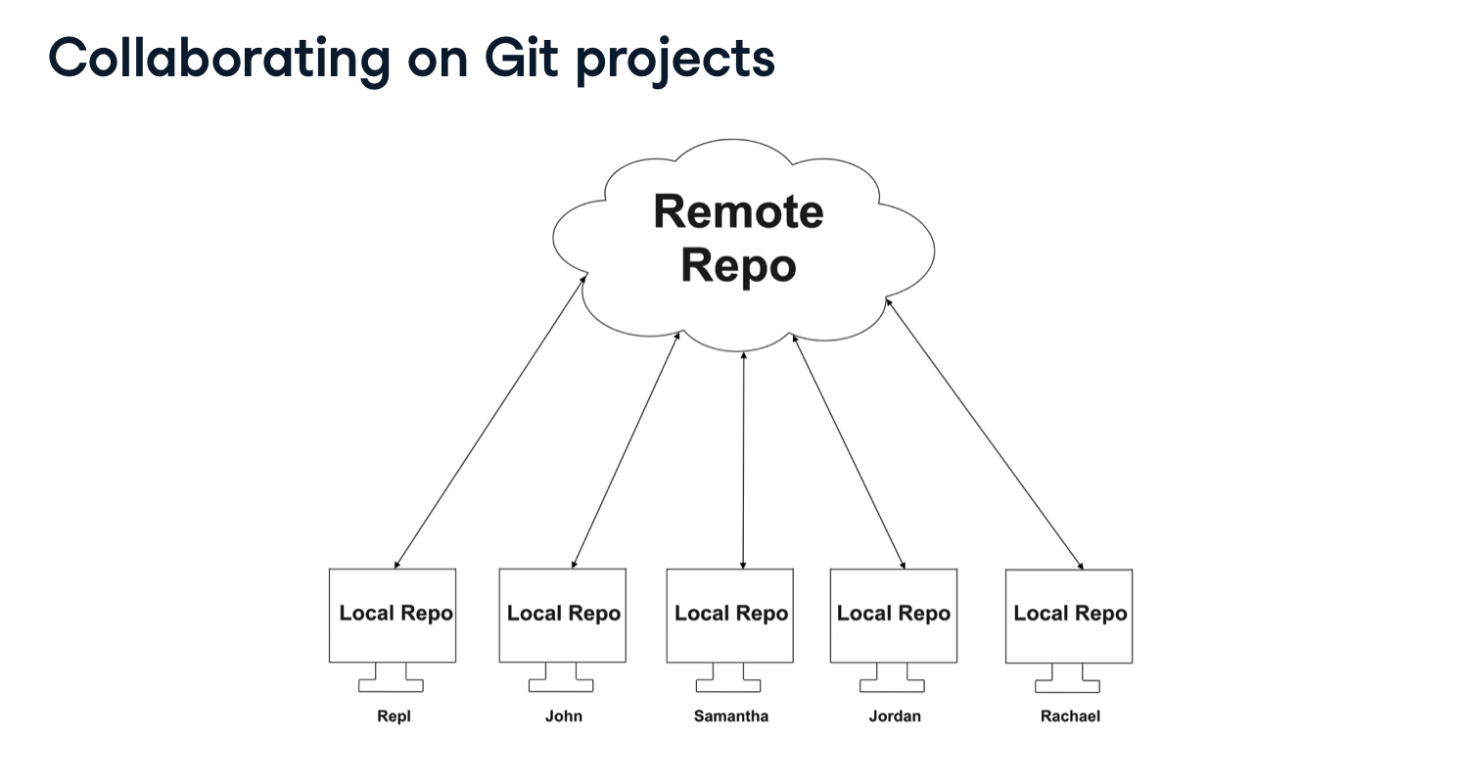 Collaborating on Git projects
Remote
Repo
Local Repo
Local Repo
Local Repo
Local Repo
Local Repo
Repl
John
Samantha
Jordan
Rachael